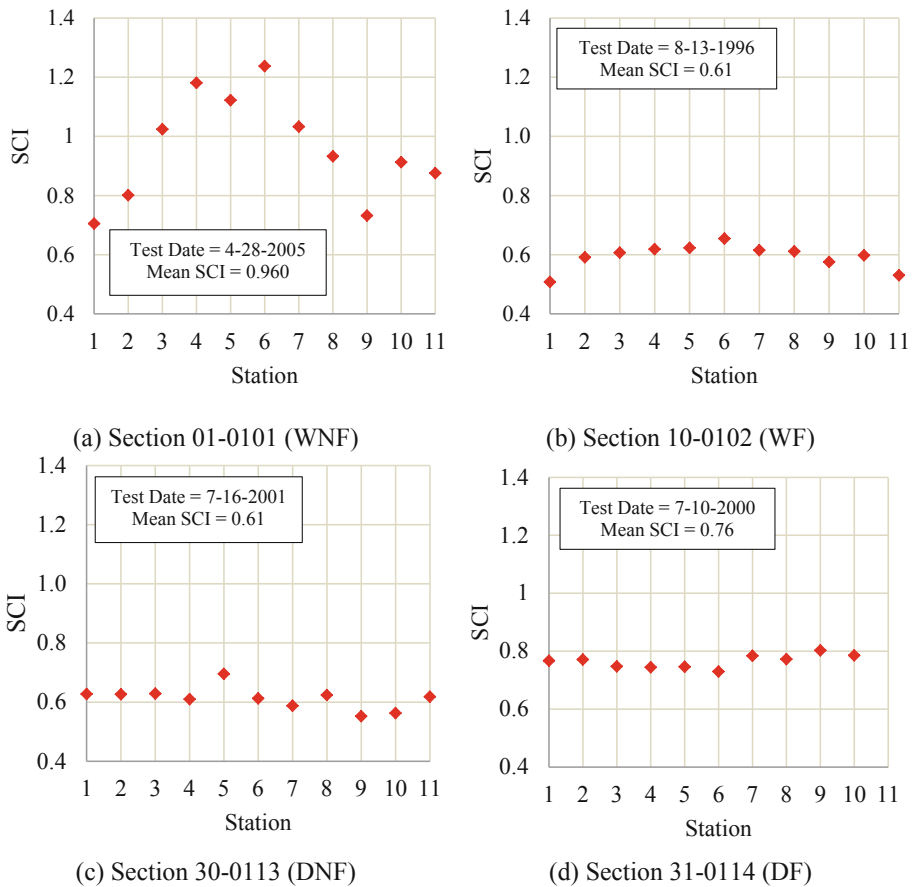 1.4
1.2
1
0.8
0.6
0.4
SCI
Test Date = 4-28-2005
Mean SCI = 0.960
1 2 3 4 5 6 7 8 9 10 11
Station
(a) Section 01-0101 (WNF)
1.4
1.2
1.0
0.8
0.6
0.4
SCI
Test Date = 8-13-1996
Mean SCI = 0.61
1 2 3 4 5 6 7 8 9 10 11
Station
(b) Section 10-0102 (WF)
1.4
1.2
1.0
0.8
0.6
0.4
SCI
Test Date = 7-16-2001
Mean SCI = 0.61
1 2 3 4 5 6 7 8 9 10 11
Station
(c) Section 30-0113 (DNF)
1.4
1.2
1
0.8
0.6
0.4
SCI
Test Date = 7-10-2000
Mean SCI = 0.76
1 2 3 4 5 6 7 8 9 10 11
Station
(d) Section 31-0114 (DF)